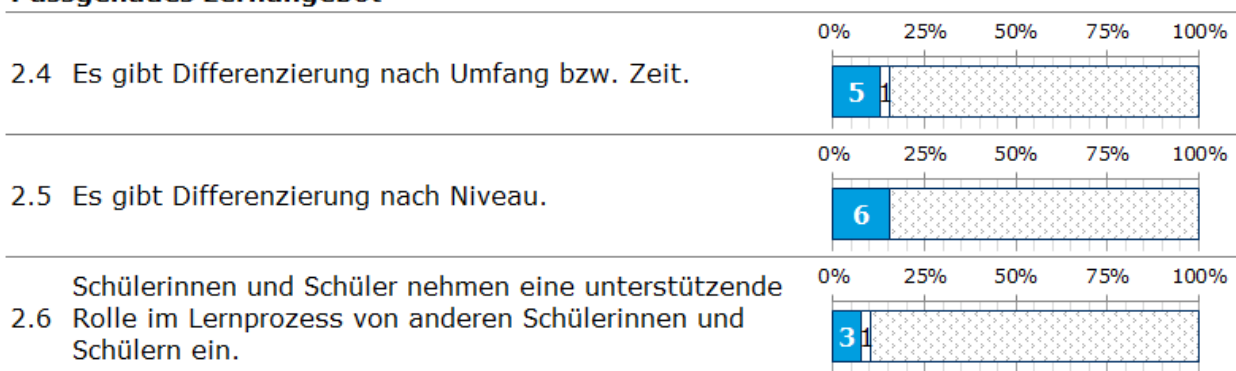 Passgenaues Lernangebot
0% 25% 50% 75% 100%
2.4 Es gibt Differenzierung nach Umfang bzw. Zeit.
5 1
0% 25% 50% 75% 100%
2.5 Es gibt Differenzierung nach Niveau.
6
0% 25% 50% 75% 100%
Schülerinnen und Schüler nehmen eine unterstützende
2.6 Rolle im Lernprozess von anderen Schülerinnen und
3 1
Schülern ein.